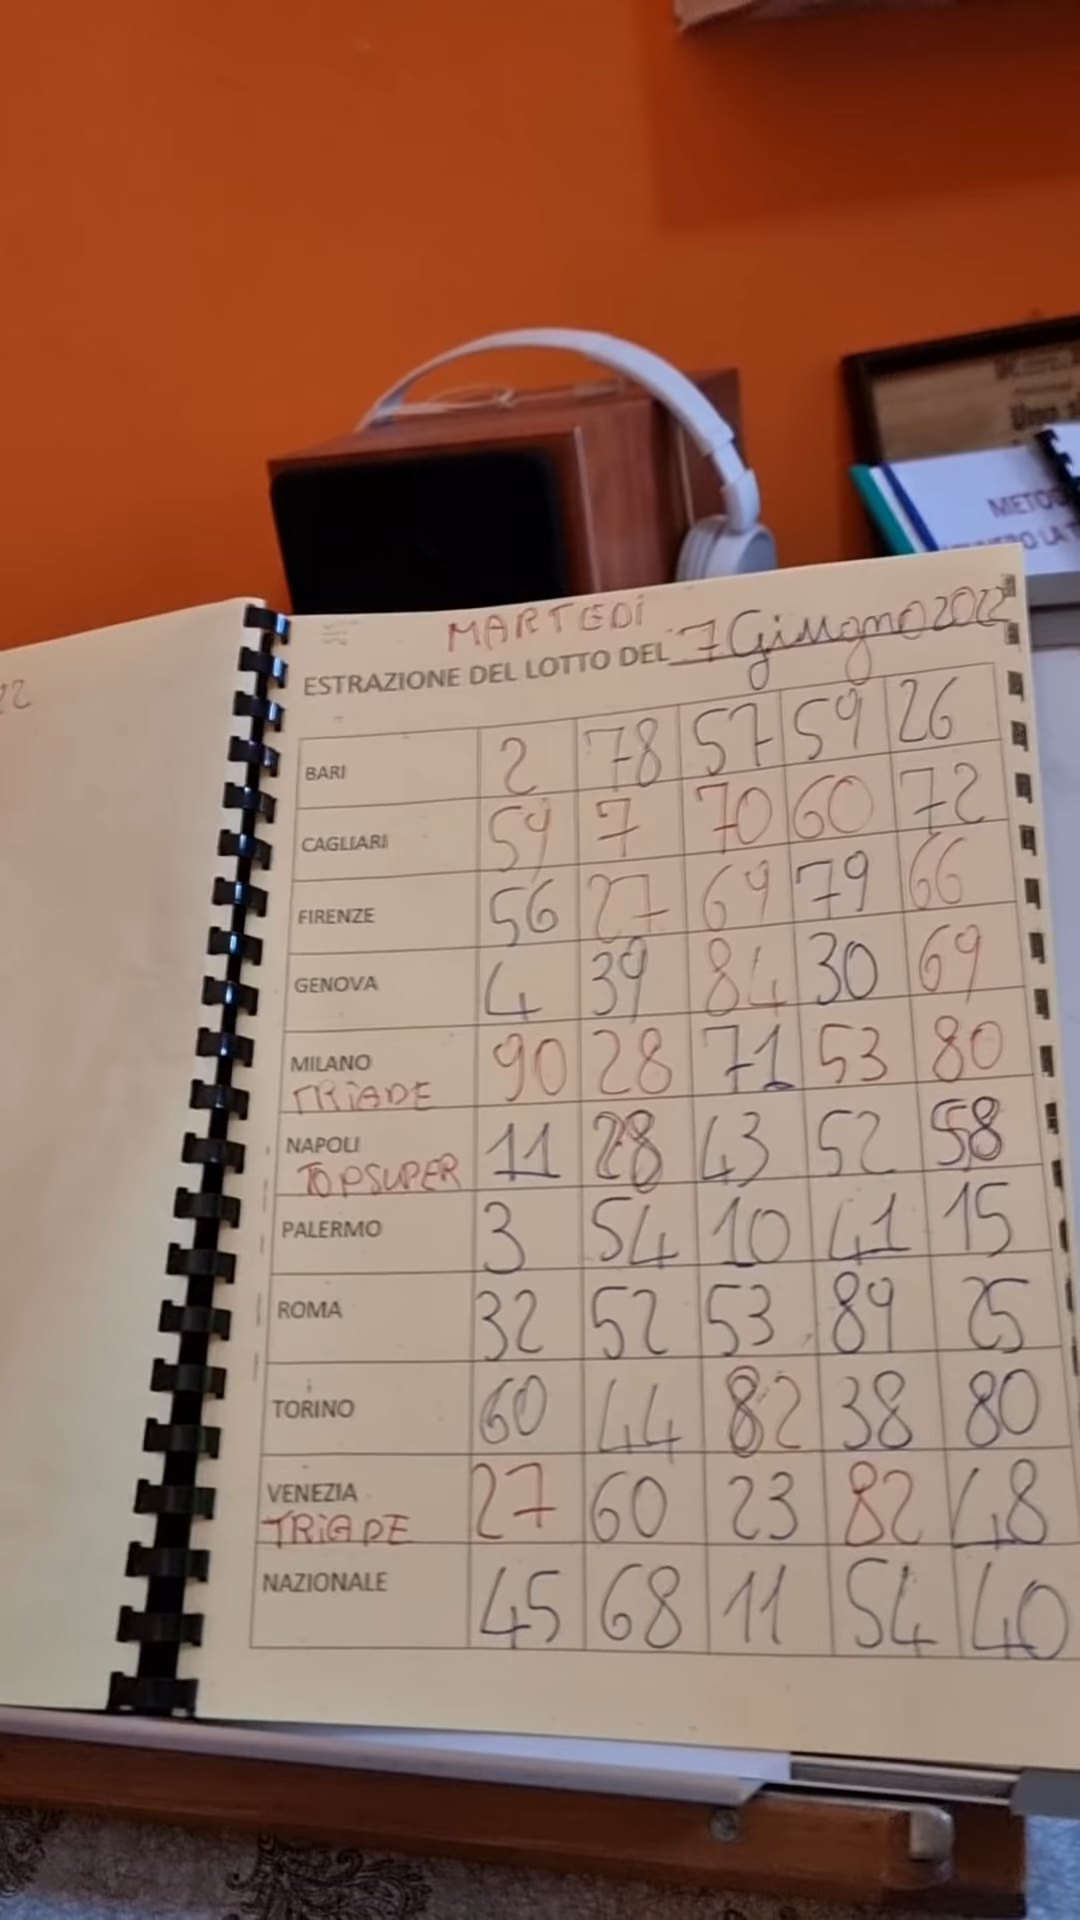 METOD
LA T
22
MARTEDÌ
ESTRAZIONE DEL LOTTO DEL 7 Giugno 2022
BARI 2 78 57 59 26
CAGLIARI 59 7 70 60 72
FIRENZE 56 27 69 79 66
GENOVA 4 39 84 30 69
MILANO 90 28 71 53 80
TRIADE
NAPOLI 11 28 43 52 58
TOPSUPER
PALERMO 3 54 10 41 15
ROMA 32 52 53 89 25
TORINO 60 44 82 38 80
VENEZIA 27 60 23 82 48
TRIADE
NAZIONALE 45 68 11 54 40